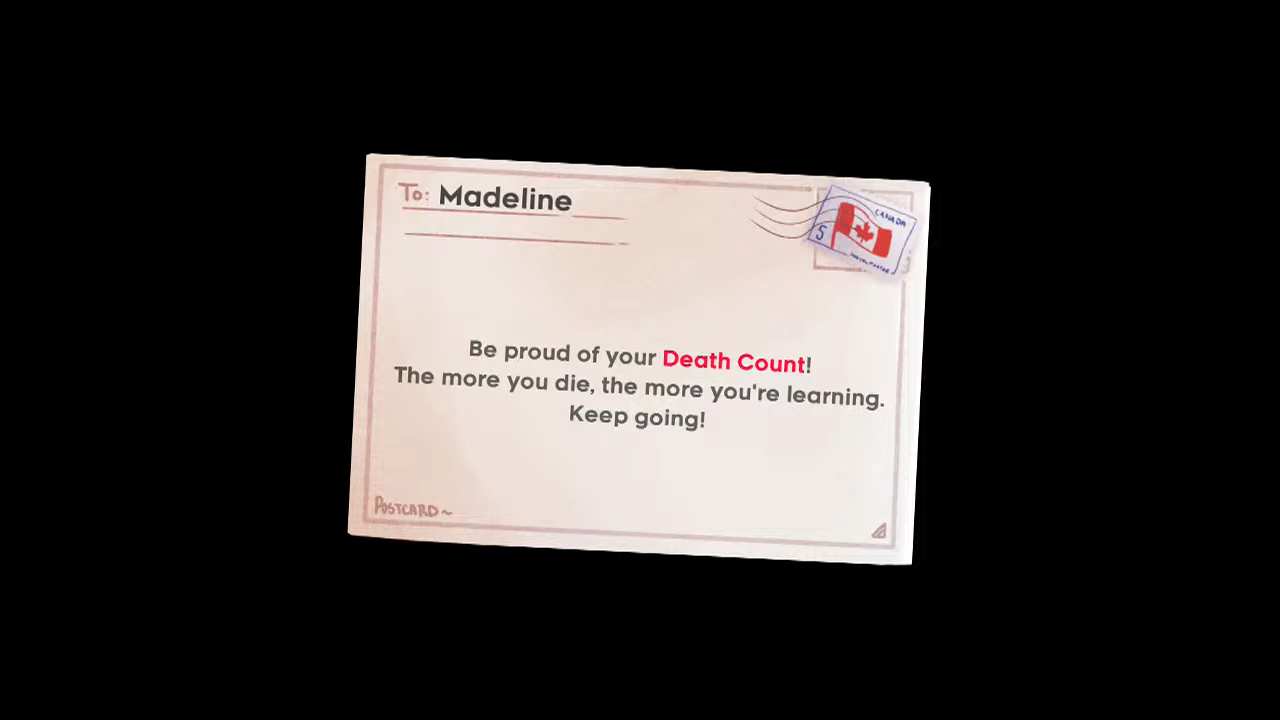 To: Madeline
CANADA
5
Be proud of your Death Count!
The more you die, the more you're learning.
Keep going!
POSTCARD~